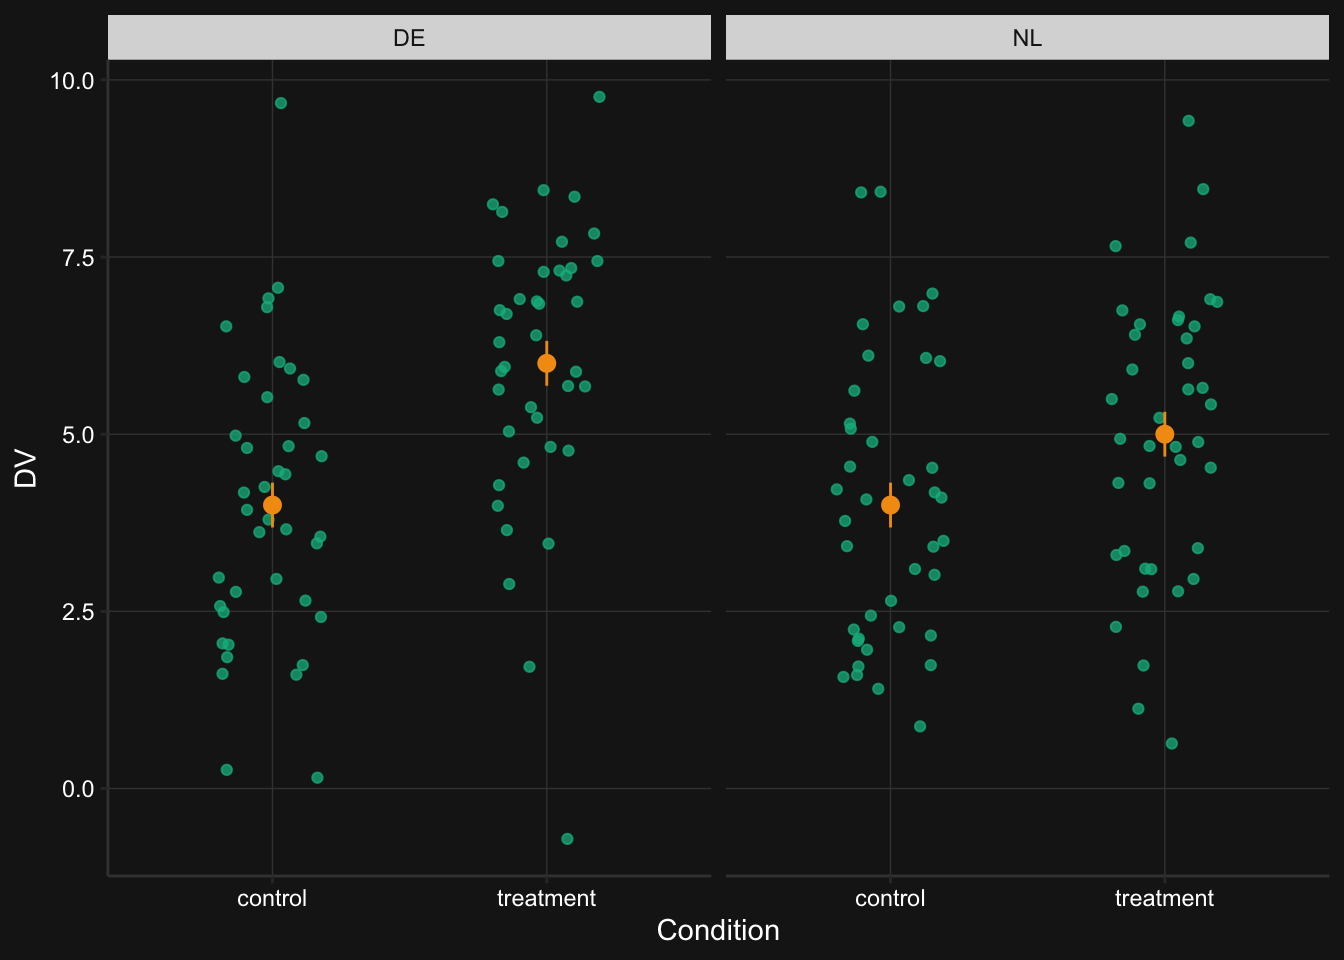 DE
NL
10.0
7.5
5.0
2.5
0.0
DV
control
treatment
control
treatment
Condition